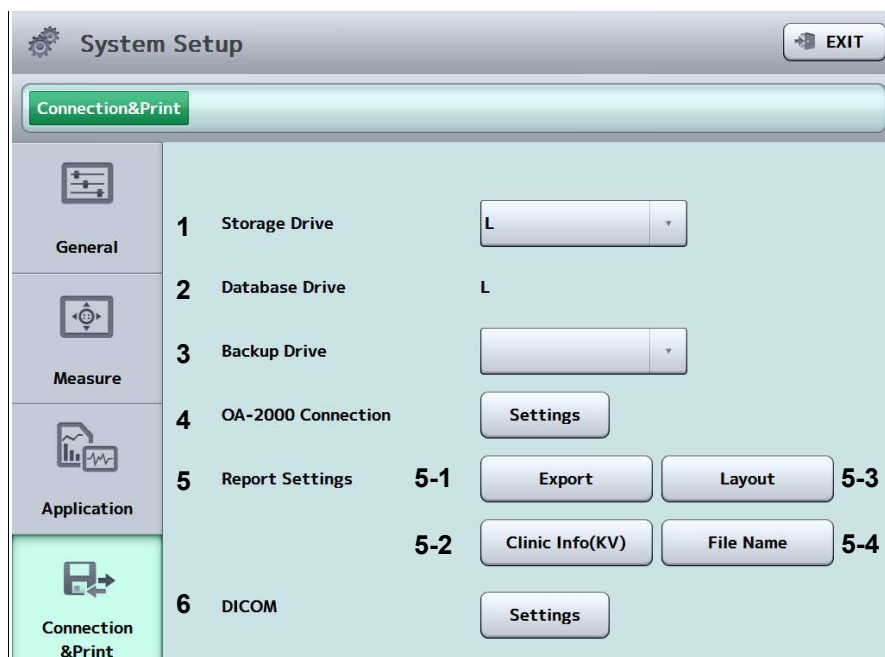 System Setup
EXIT
Connection&Print
General
Measure
Application
Connection
&Print
1 Storage Drive L
2 Database Drive L
3 Backup Drive
4 OA-2000 Connection Settings
5 Report Settings 5-1 Export Layout 5-3
5-2 Clinic Info(KV) File Name 5-4
6 DICOM Settings